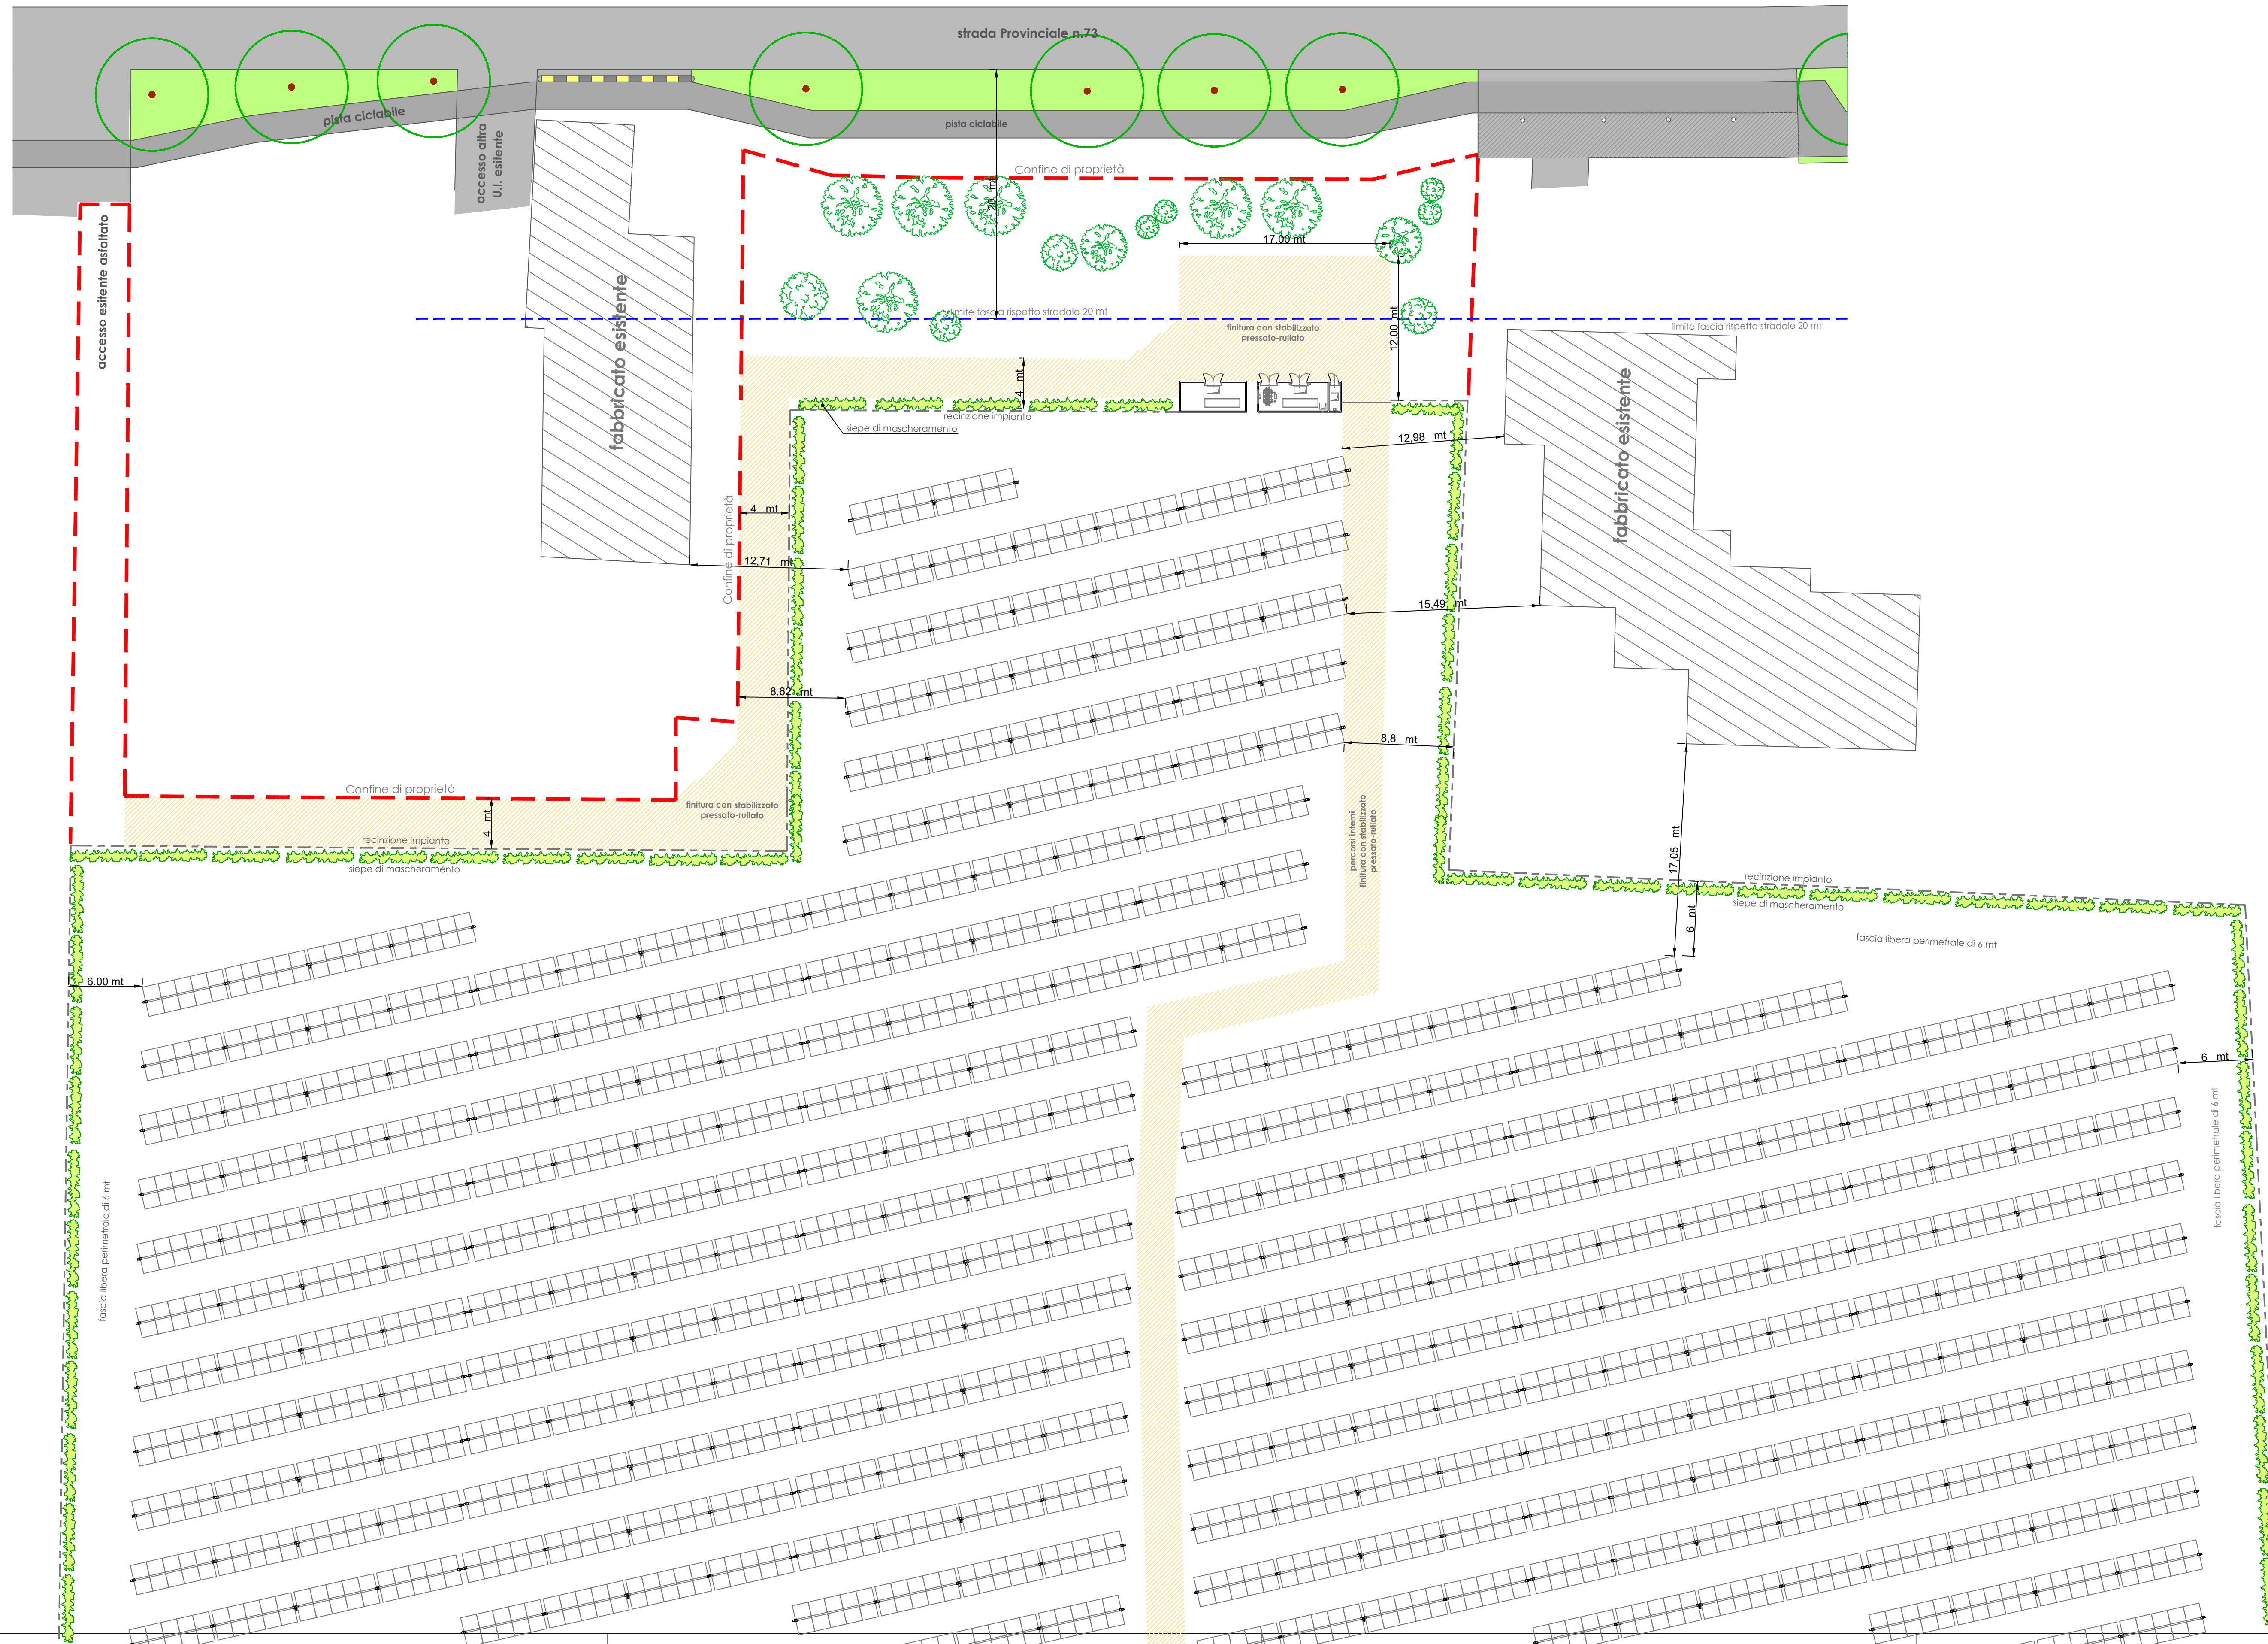 strada Provinciale n.73
pista ciclabile
pista ciclabile
accesso altra
U.I. esitente
Confine di proprietà
accesso esitente asfaltato
20 mt
17.00 mt
fabbricato esistente
limite fascia rispetto stradale 20 mt
limite fascia rispetto stradale 20 mt
finitura con stabilizzato
pressato-rullato
12.00 mt
4 mt
recinzione impianto
siepe di mascheramento
fabbricato esistente
12,98 mt
Confine di proprietà
4 mt
12,71 mt
15,49 mt
8,62 mt
8,8 mt
Confine di proprietà
4 mt
finitura con stabilizzato
pressato-rullato
percorsi interni
finitura con stabilizzato
pressato-rullato
recinzione impianto
siepe di mascheramento
17.05 mt
recinzione impianto
siepe di mascheramento
6 mt
fascia libera perimetrale di 6 mt
6.00 mt
6 mt
fascia libera perimetrale di 6 mt
fascia libera perimetrale di 6 mt